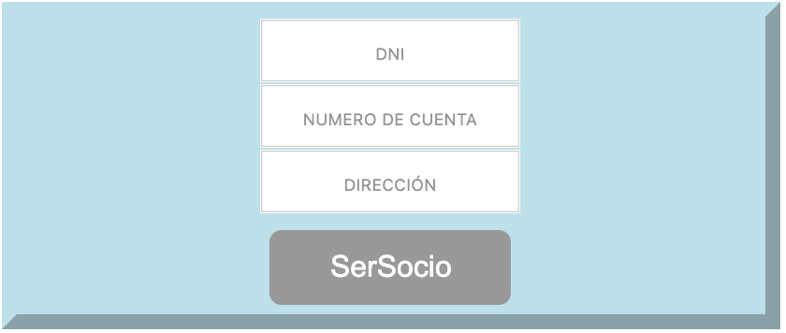 DNI
NUMERO DE CUENTA
DIRECCIÓN
SerSocio